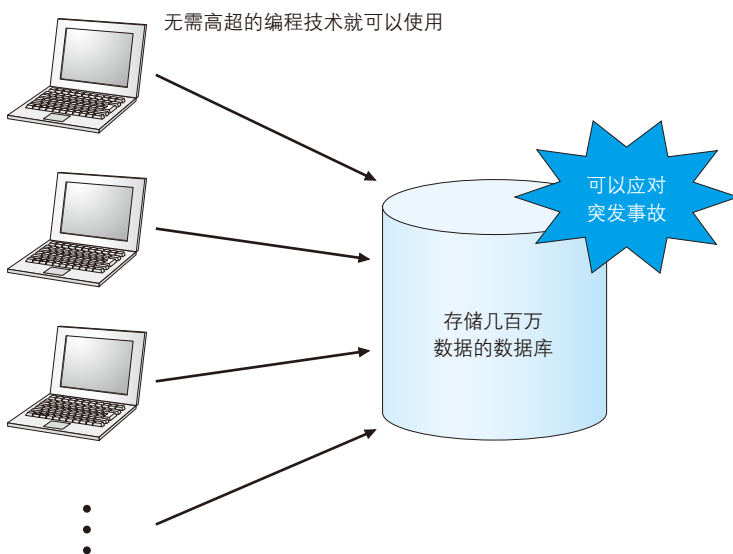 无需高超的编程技术就可以使用
可以应对
突发事故
存储几百万
数据的数据库